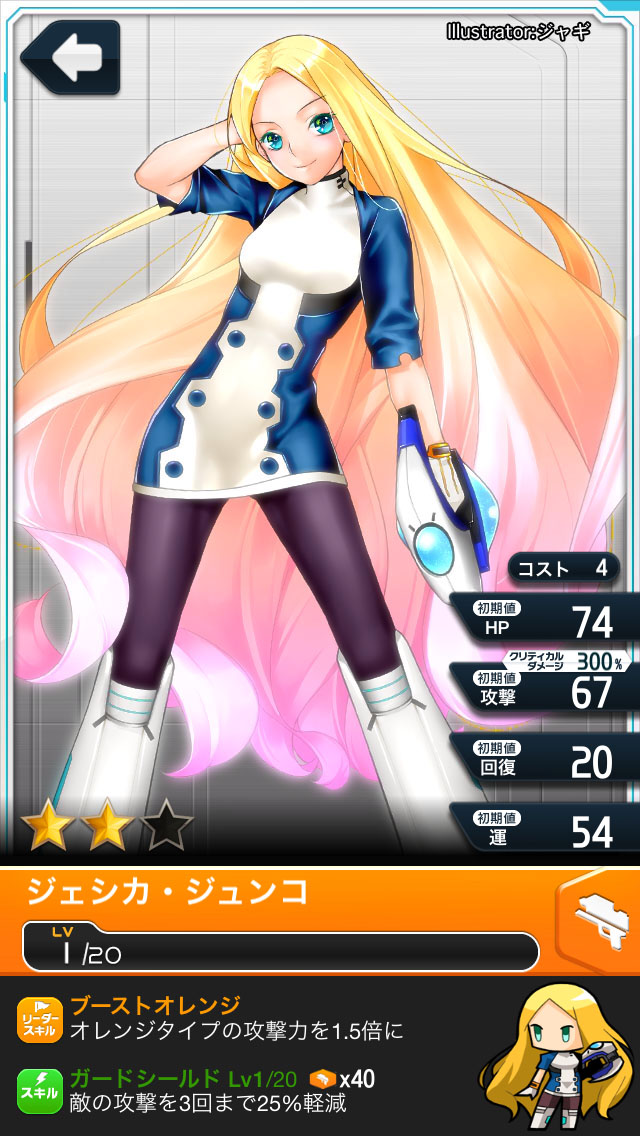 Illustrator:ジャギ
コスト 4
初期値
HP 74
クリティカル
ダメージ 300%
初期値
攻撃 67
初期値
回復 20
初期値
運 54
ジェシカ・ジュンコ
LV
1/20
リーダー
スキル
ブーストオレンジ
オレンジタイプの攻撃力を1.5倍に
スキル
ガードシールド Lv1/20 x40
敵の攻撃を3回まで25%軽減